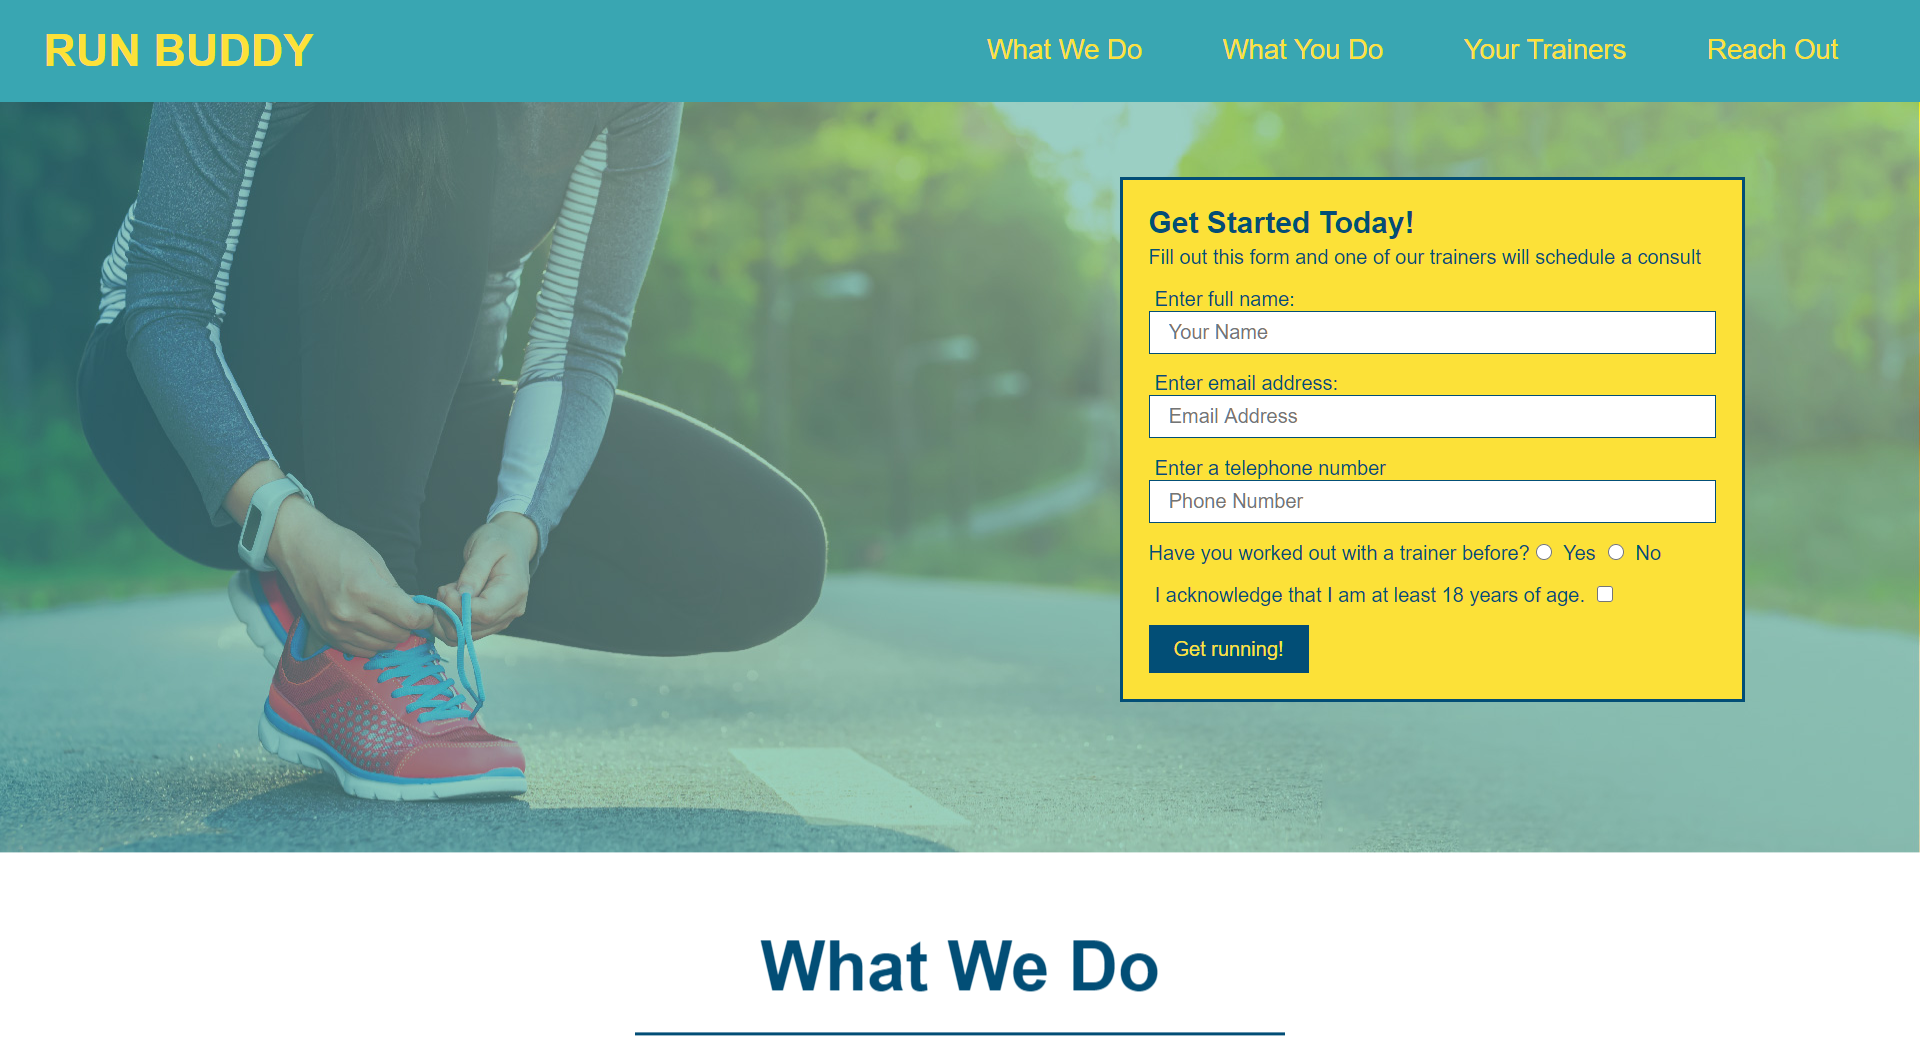 RUN BUDDY
What We Do
What You Do
Your Trainers
Reach Out
Get Started Today!
Fill out this form and one of our trainers will schedule a consult
Enter full name:
Your Name
Enter email address:
Email Address
Enter a telephone number
Phone Number
Have you worked out with a trainer before? Yes No
I acknowledge that I am at least 18 years of age.
Get running!
What We Do